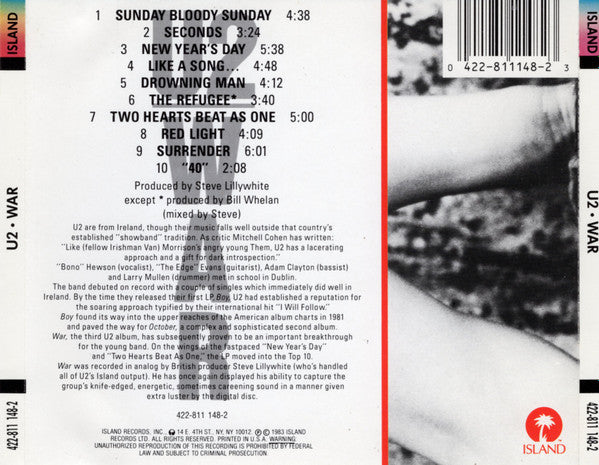 ISLAND
U2 • WAR
422-811 148-2
1 SUNDAY BLOODY SUNDAY 4:38
2 SECONDS 3:24
3 NEW YEAR'S DAY 5:38
4 LIKE A SONG... 4:48
5 DROWNING MAN 4:12
6 THE REFUGEE* 3:40
7 TWO HEARTS BEAT AS ONE 5:00
8 RED LIGHT 4:09
9 SURRENDER 6:01
10 "40" 2:08
Produced by Steve Lillywhite
except * produced by Bill Whelan
(mixed by Steve)
U2 are from Ireland, though their music falls well outside that country's
established "showband" tradition. As critic Mitchell Cohen has written:
"Like (fellow Irishman Van) Morrison's glory young Them, U2 has a lacerating
approach and a gift for dark introspection."
"Bono" Hewson (vocalist), "The Edge" Evans (guitarist), Adam Clayton (bassist)
and Larry Mullen (drummer) met in school in Dublin.
The band debuted on record with a couple of singles which immediately did well in
Ireland. By the time they released their first LP, Boy, U2 had established a reputation for
the soaring approach typified by their international hit "I Will Follow."
Boy found its way into the upper reaches of the American album charts in 1981
and paved the way for October, a complex and sophisticated second album.
War, the third U2 album, has subsequently proven to be an important breakthrough
for the young band. On the wings of the fastpaced "New Year's Day"
and "Two Hearts Beat As One" the LP moved into the Top 10.
War was recorded in analog by British producer Steve Lillywhite (who's handled
all of U2's Island output). He has once again displayed his ability to capture the
group's knife-edged, energetic, sometimes careening sound in a manner given
extra luster by the digital disc.
422-811 148-2
ISLAND RECORDS, INC., 14 E. 4TH ST., NY, NY 10012. ℗ © 1983 ISLAND
RECORDS LTD. ALL RIGHTS RESERVED. PRINTED IN U.S.A. WARNING:
UNAUTHORIZED REPRODUCTION OF THIS RECORDING IS PROHIBITED BY FEDERAL
LAW AND SUBJECT TO CRIMINAL PROSECUTION.
U2 WAR
0 422-811148-2 3
ISLAND
ISLAND
U2 • WAR
422-811 148-2